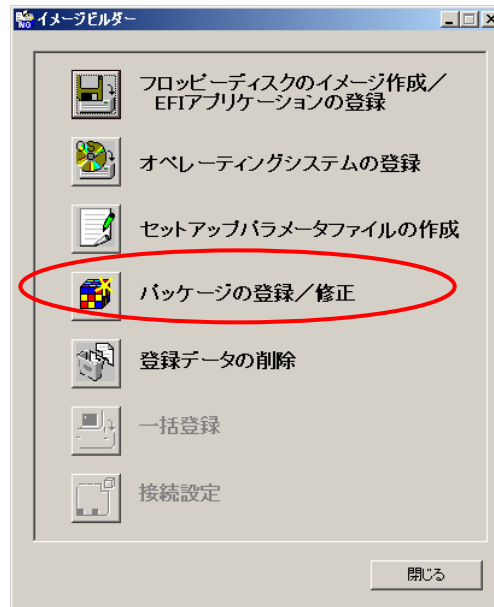 イメージビルダー
フロッピーディスクのイメージ作成／
EFIアプリケーションの登録
オペレーティングシステムの登録
セットアップパラメータファイルの作成
パッケージの登録／修正
登録データの削除
一括登録
接続設定
閉じる